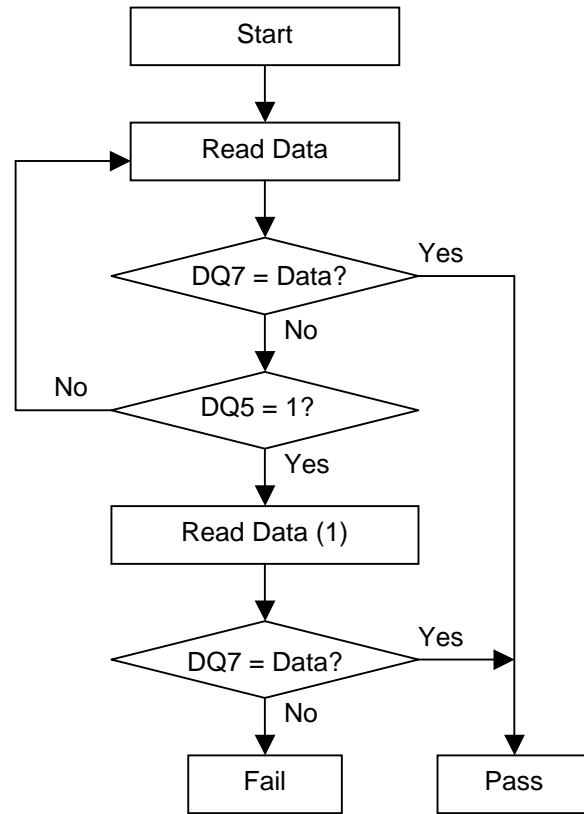 Start
Read Data
DQ7 = Data?
Yes
No
No
DQ5 = 1?
Yes
Read Data (1)
DQ7 = Data?
Yes
No
Fail
Pass